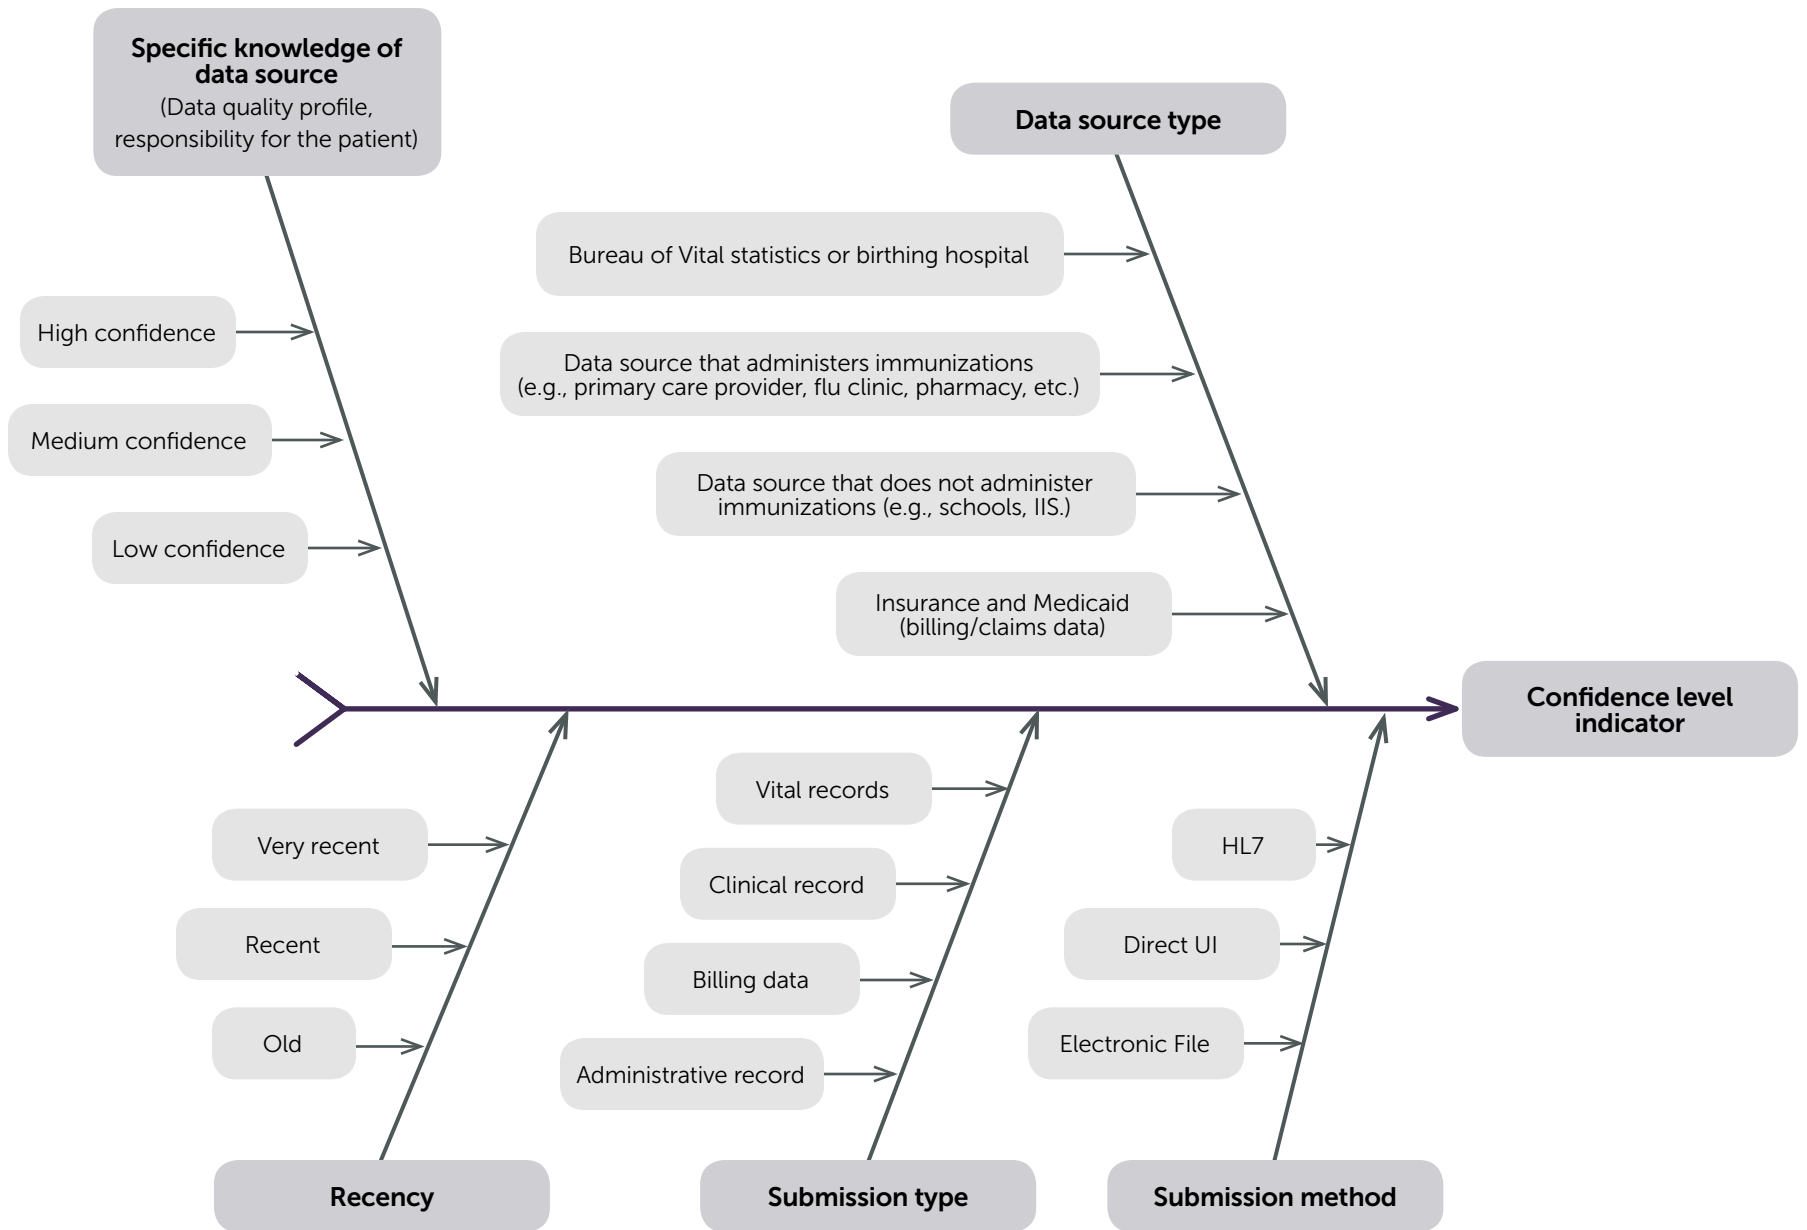 Specific knowledge of
data source
(Data quality profile,
responsibility for the patient)
Data source type
Bureau of Vital statistics or birthing hospital
High confidence
Data source that administers immunizations
(e.g., primary care provider, flu clinic, pharmacy, etc.)
Medium confidence
Data source that does not administer
immunizations (e.g., schools, IIS.)
Low confidence
Insurance and Medicaid
(billing/claims data)
Confidence level
indicator
Vital records
Very recent
HL7
Clinical record
Recent
Direct UI
Billing data
Old
Electronic File
Administrative record
Recency
Submission type
Submission method